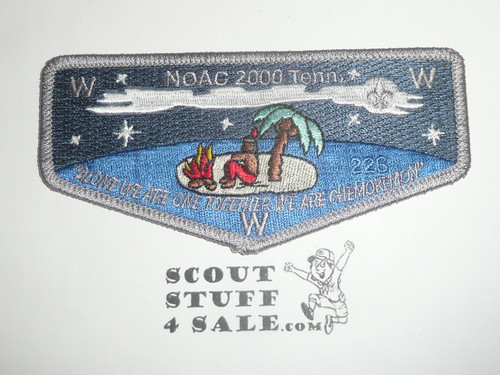 NOAC 2000 Tenn.
W W
226
"ALONE WE ARE ONE TOGETHER WE ARE CHEMOKEMON"
W
SCOUT
STUFF
4 SALE.com